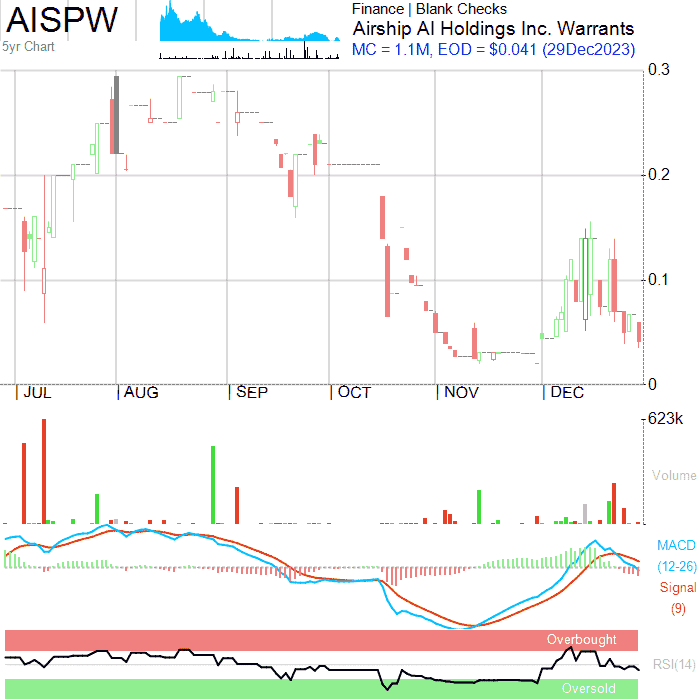 AISPW
5yr Chart
Finance | Blank Checks
Airship AI Holdings Inc. Warrants
MC = 1.1M, EOD = $0.041 (29Dec2023)
0.3
0.2
0.1
0
JUL
AUG
SEP
OCT
NOV
DEC
623k
Volume
MACD
(12-26)
Signal
(9)
Overbought
RSI(14)
Oversold